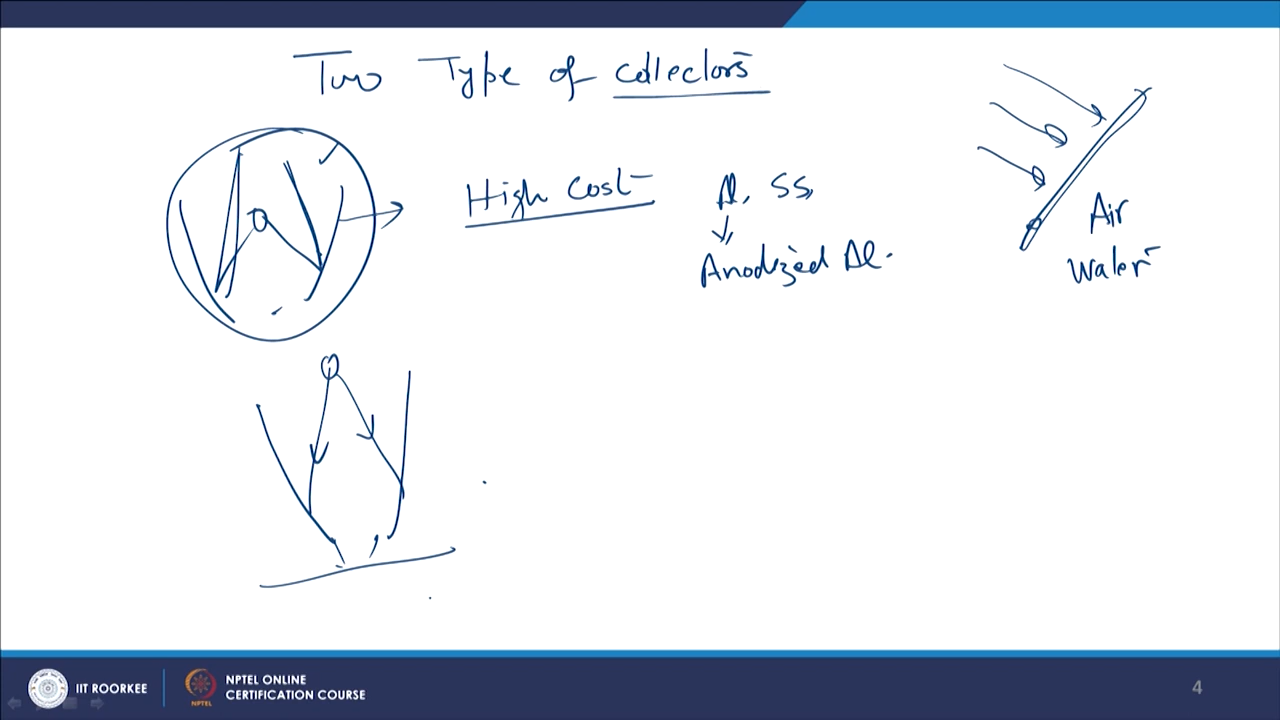 Two Type of Collectors
High Cost
Al, SS,
Anodized Al.
Air
Water
IIT ROORKEE
NPTEL
NPTEL ONLINE
CERTIFICATION COURSE
4